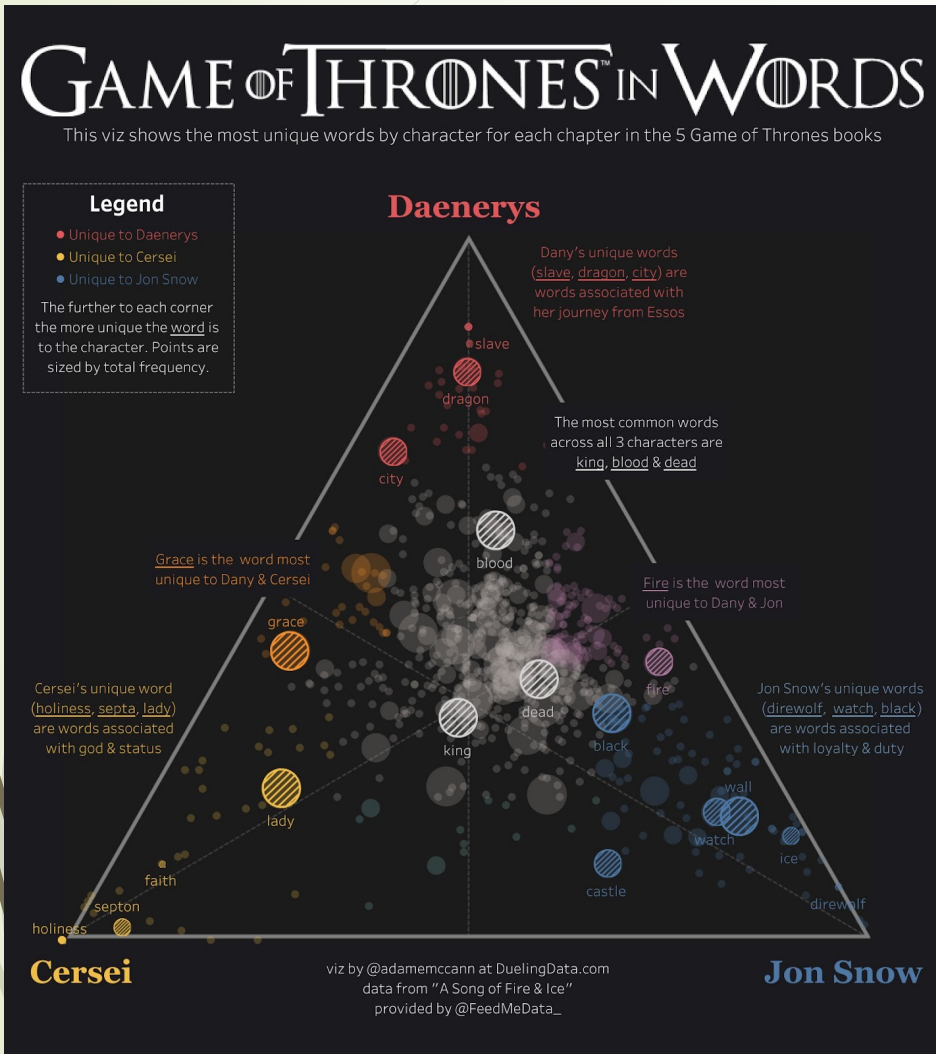 GAME OF THRONES™ IN WORDS
This viz shows the most unique words by character for each chapter in the 5 Game of Thrones books
Legend
Unique to Daenerys
Unique to Cersei
Unique to Jon Snow
The further to each corner
the more unique the word is
to the character. Points are
sized by total frequency.
Daenerys
Dany's unique words
(slave, dragon, city) are
words associated with
her journey from Essos
slave
dragon
city
The most common words
across all 3 characters are
king, blood & dead
blood
Grace is the word most
unique to Dany & Cersei
Fire is the word most
unique to Dany & Jon
grace
fire
Cersei's unique word
(holiness, septa, lady)
are words associated
with god & status
Jon Snow's unique words
(direwolf, watch, black)
are words associated
with loyalty & duty
dead
king
black
lady
wall
watch
ice
faith
castle
septon
direwolf
holiness
Cersei
Jon Snow
viz by @adamemccann at DuelingData.com
data from "A Song of Fire & Ice"
provided by @FeedMeData_